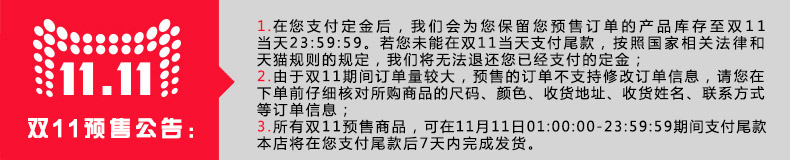 11.11
双11预售公告：
1.在您支付定金后，我们会为您保留您预售订单的产品库存至双11
当天23:59:59。若您未能在双11当天支付尾款，按照国家相关法律和
天猫规则的规定，我们将无法退还您已经支付的定金；
2.由于双11期间订单量较大，预售的订单不支持修改订单信息，请您在
下单前仔细核对所购商品的尺码、颜色、收货地址、收货姓名、联系方式
等订单信息；
3.所有双11预售商品，可在11月11日01:00:00-23:59:59期间支付尾款
本店将在您支付尾款后7天内完成发货。